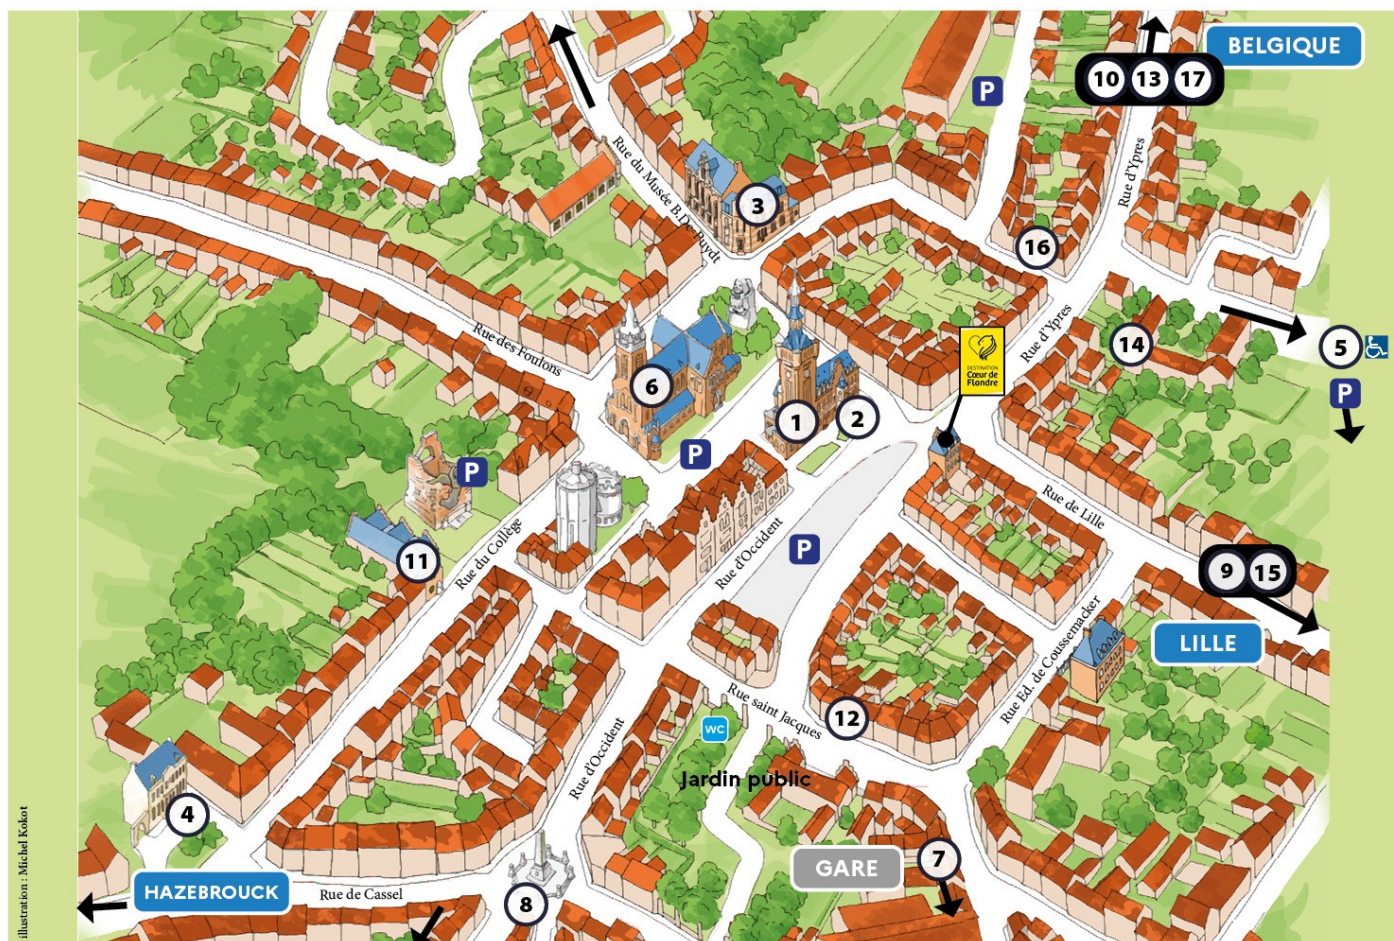 BELGIQUE
10 13 17
P
Rue du Musée B.De Puydt
Rue d'Ypres
3
16
Rue des Foulons
Rue d'Ypres
14
5
DESTINATION
Cœur de
Flandre
6
P
1
2
P
P
Rue de Lille
Rue du Collège
Rue d'Occident
P
11
9 15
LILLE
Rue Ed. de Coussemacker
Rue saint Jacques
12
WC
Rue d'Occident
Jardin public
4
GARE
7
HAZEBROUCK
Rue de Cassel
8
illustration : Michel Kokot